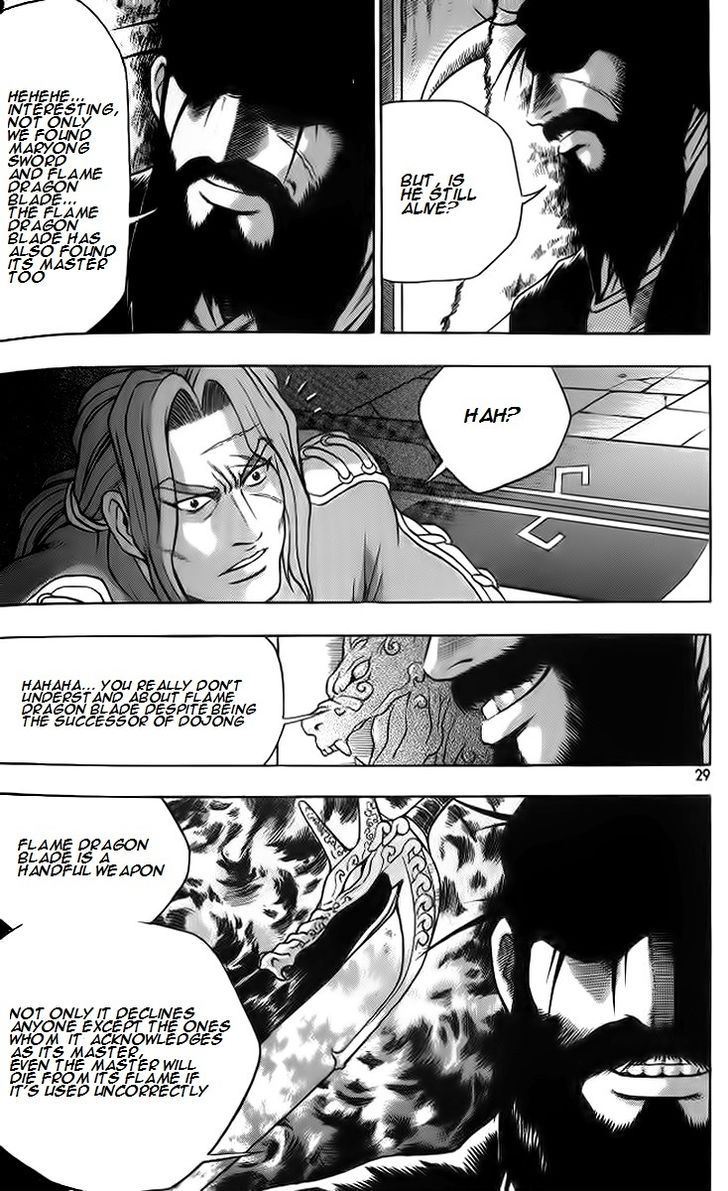 HEHEHE...
INTERESTING,
NOT ONLY
WE FOUND
MARYONG
SWORD
AND FLAME
DRAGON
BLADE...
THE FLAME
DRAGON
BLADE HAS
ALSO FOUND
ITS MASTER
TOO
BUT, IS
HE STILL
ALIVE?
HAH?
HAHAHA... YOU REALLY DON'T
UNDERSTAND ABOUT FLAME
DRAGON BLADE DESPITE BEING
THE SUCCESSOR OF DOJONG
29
FLAME DRAGON
BLADE IS A
HANDFUL WEAPON
NOT ONLY IT DECLINES
ANYONE EXCEPT THE ONES
WHOM IT ACKNOWLEDGES
AS ITS MASTER,
EVEN THE MASTER WILL
DIE FROM ITS FLAME IF
IT'S USED UNCORRECTLY